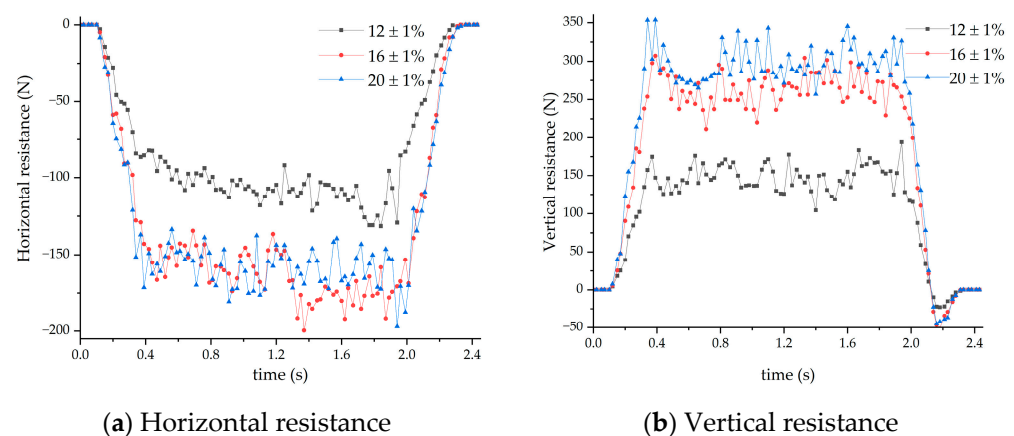 0
−50
−100
−150
−200
Horizontal resistance (N)
12 ± 1%
16 ± 1%
20 ± 1%
0.0 0.4 0.8 1.2 1.6 2.0 2.4
time (s)
(a) Horizontal resistance
350
300
250
200
150
100
50
0
−50
Vertical resistance (N)
12 ± 1%
16 ± 1%
20 ± 1%
0.0 0.4 0.8 1.2 1.6 2.0 2.4
time (s)
(b) Vertical resistance